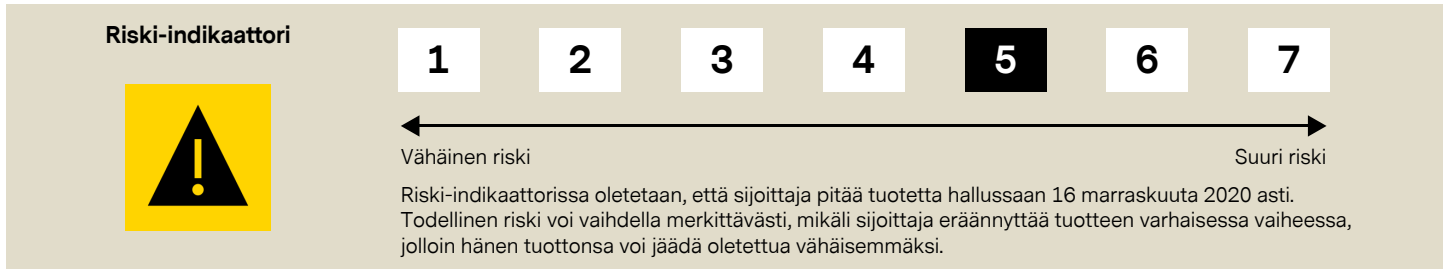 Riski-indikaattori
1 2 3 4 5 6 7
Vähäinen riski Suuri riski
Riski-indikaattorissa oletetaan, että sijoittaja pitää tuotetta hallussaan 16 marraskuuta 2020 asti.
Todellinen riski voi vaihdella merkittävästi, mikäli sijoittaja eräännyttää tuotteen varhaisessa vaiheessa,
jolloin hänen tuottonsa voi jäädä oletettua vähäisemmäksi.